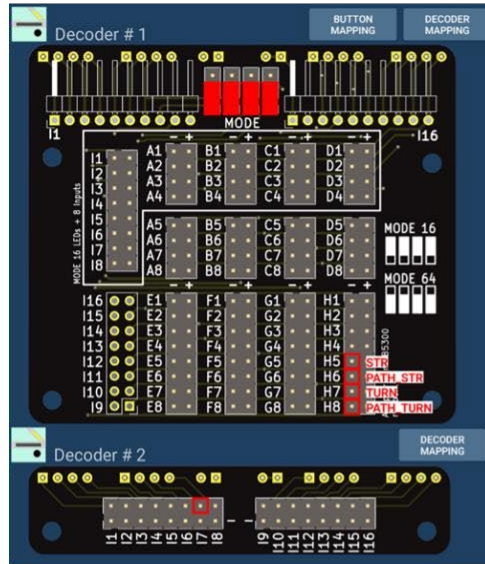 Decoder # 1
BUTTON MAPPING
DECODER MAPPING
I1
MODE
I16
- + - + - + - +
MODE 16 LEDs + 8 Inputs
I1
I2
I3
I4
I5
I6
I7
I8
A1 B1 C1 D1
A2 B2 C2 D2
A3 B3 C3 D3
A4 B4 C4 D4
A5 B5 C5 D5
A6 B6 C6 D6
A7 B7 C7 D7
A8 B8 C8 D8
MODE 16
MODE 64
- + - + - + - +
I16 E1 F1 G1 H1
I15 E2 F2 G2 H2
I14 E3 F3 G3 H3
I13 E4 F4 G4 H4
I12 E5 F5 G5 H5 STR
I11 E6 F6 G6 H6 PATH_STR
I10 E7 F7 G7 H7 TURN
I9 E8 F8 G8 H8 PATH_TURN
Decoder # 2
DECODER MAPPING
I1 I2 I3 I4 I5 I6 I7 I8 - - I9 I10 I11 I12 I13 I14 I15 I16